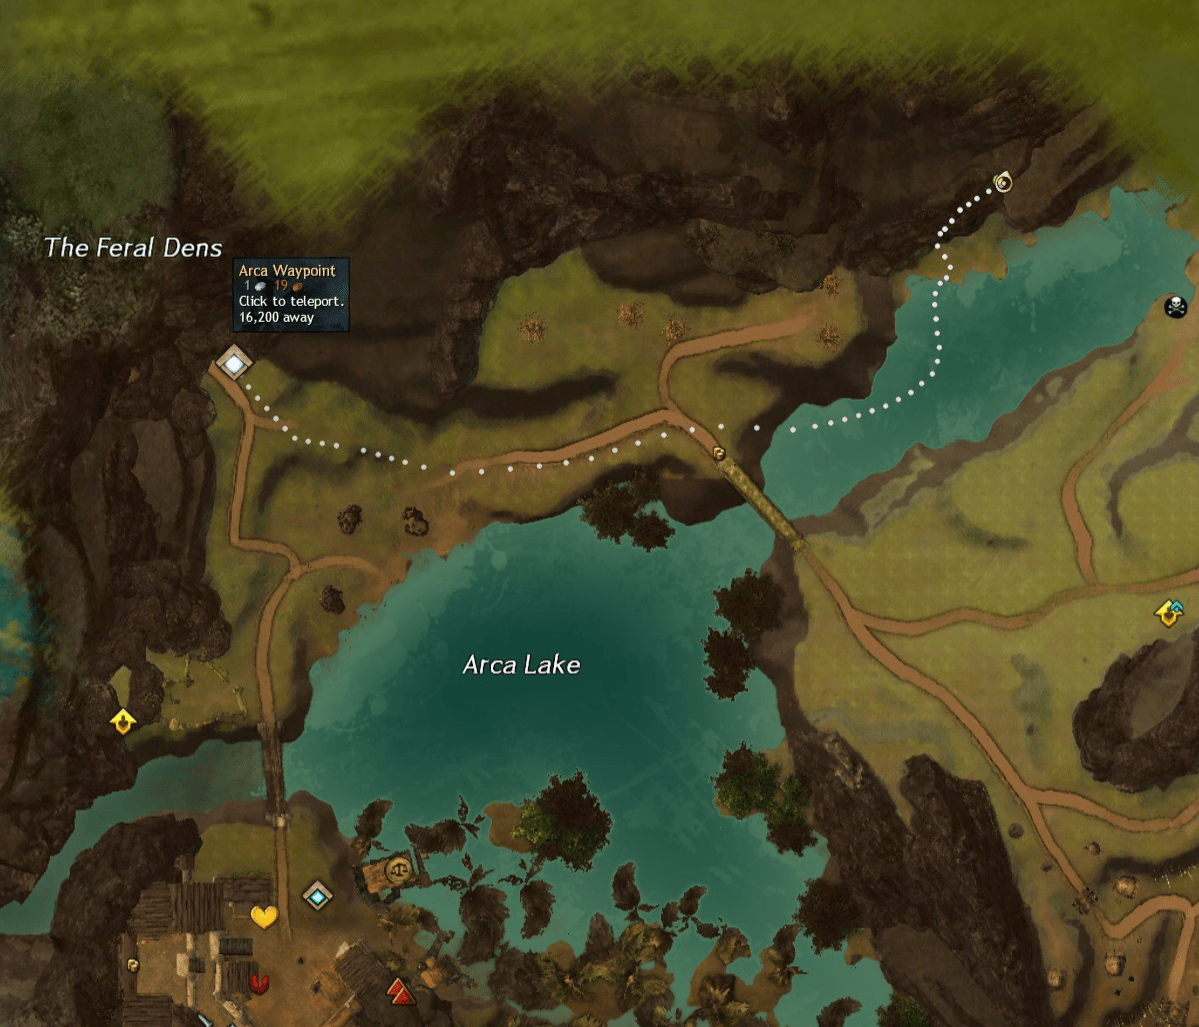 The Feral Dens
Arca Waypoint
1 19
Click to teleport.
16,200 away
Arca Lake